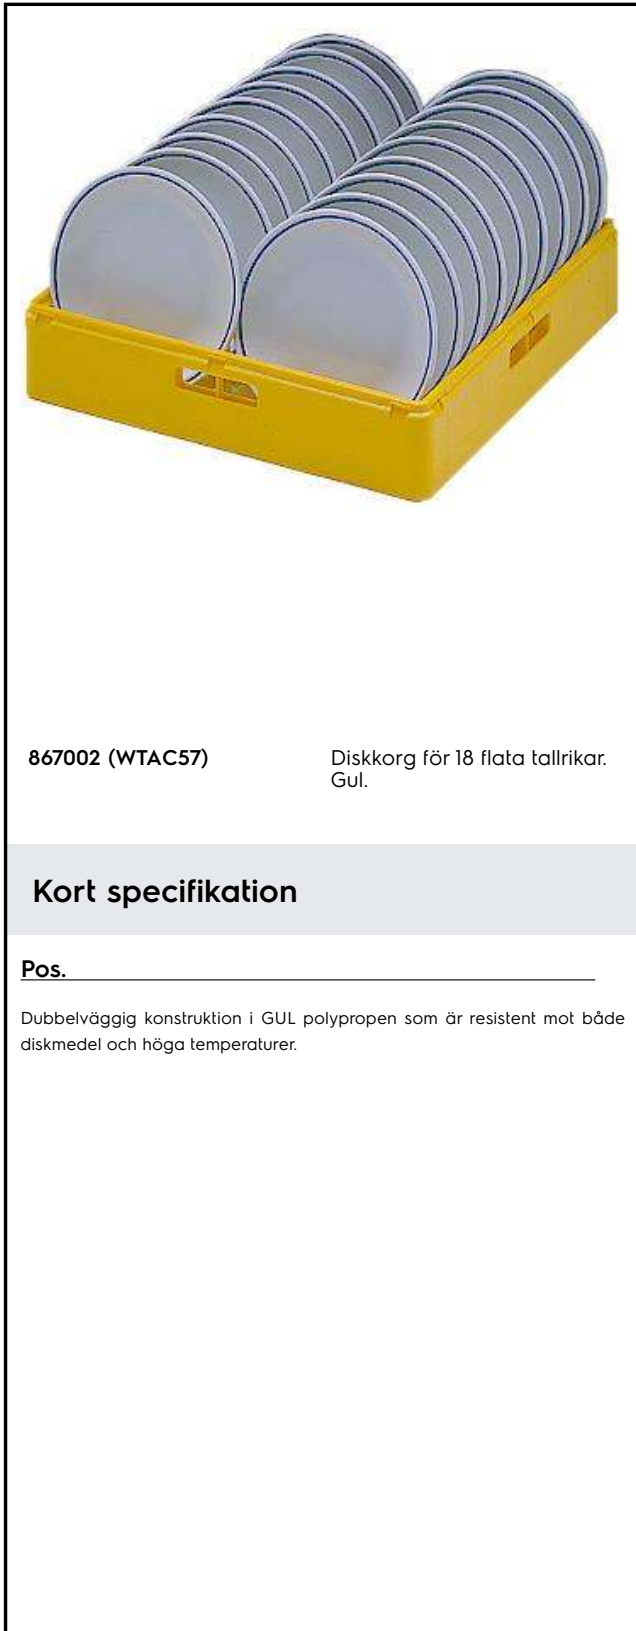 867002 (WTAC57)
Diskkorg för 18 flata tallrikar.
Gul.
Kort specifikation
Pos.
Dubbelväggig konstruktion i GUL polypropen som är resistent mot både
diskmedel och höga temperaturer.